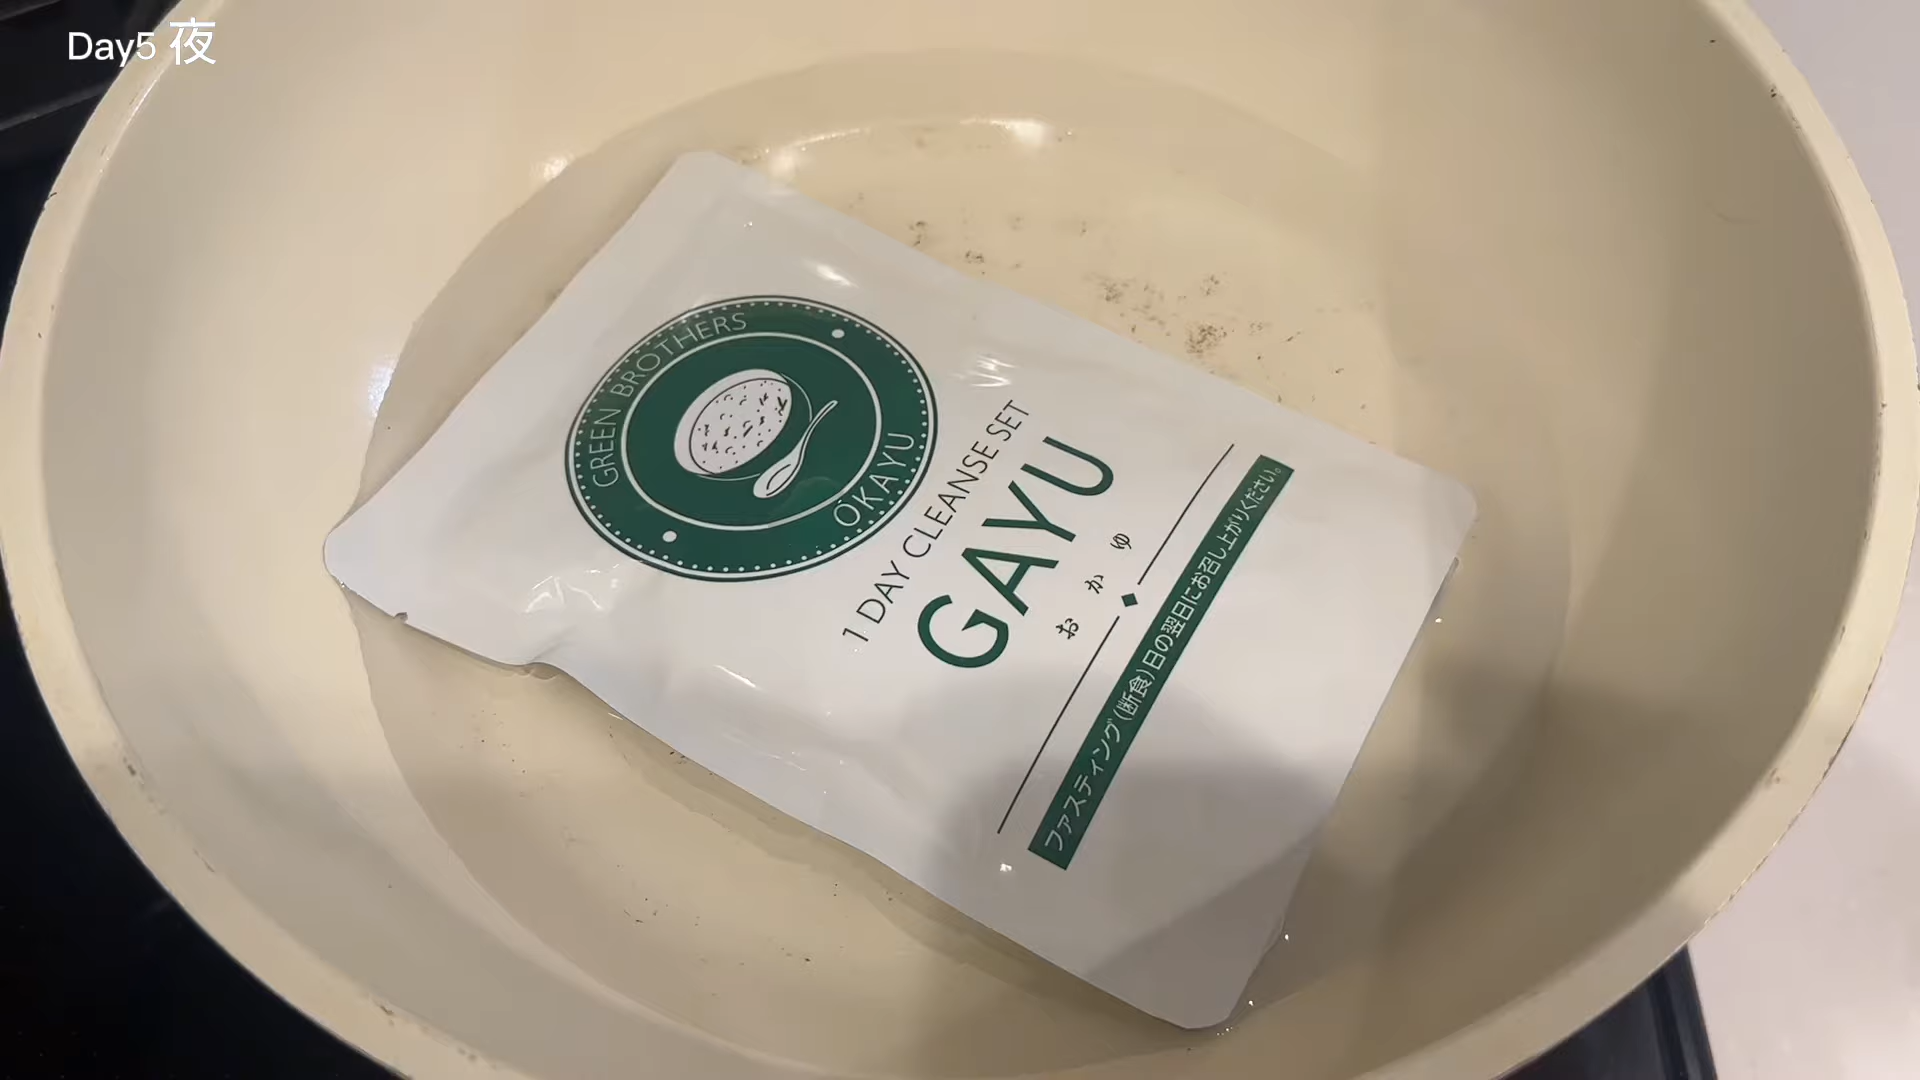 Day5 夜
GREEN BROTHERS
OKAYU
1 DAY CLEANSE SET
GAYU
おかゆ
ファスティング(断食)日の翌日にお召し上がりください。